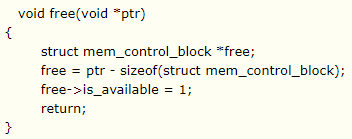 void free(void *ptr)
{
struct mem_control_block *free;
free = ptr - sizeof(struct mem_control_block);
free->is_available = 1;
return;
}